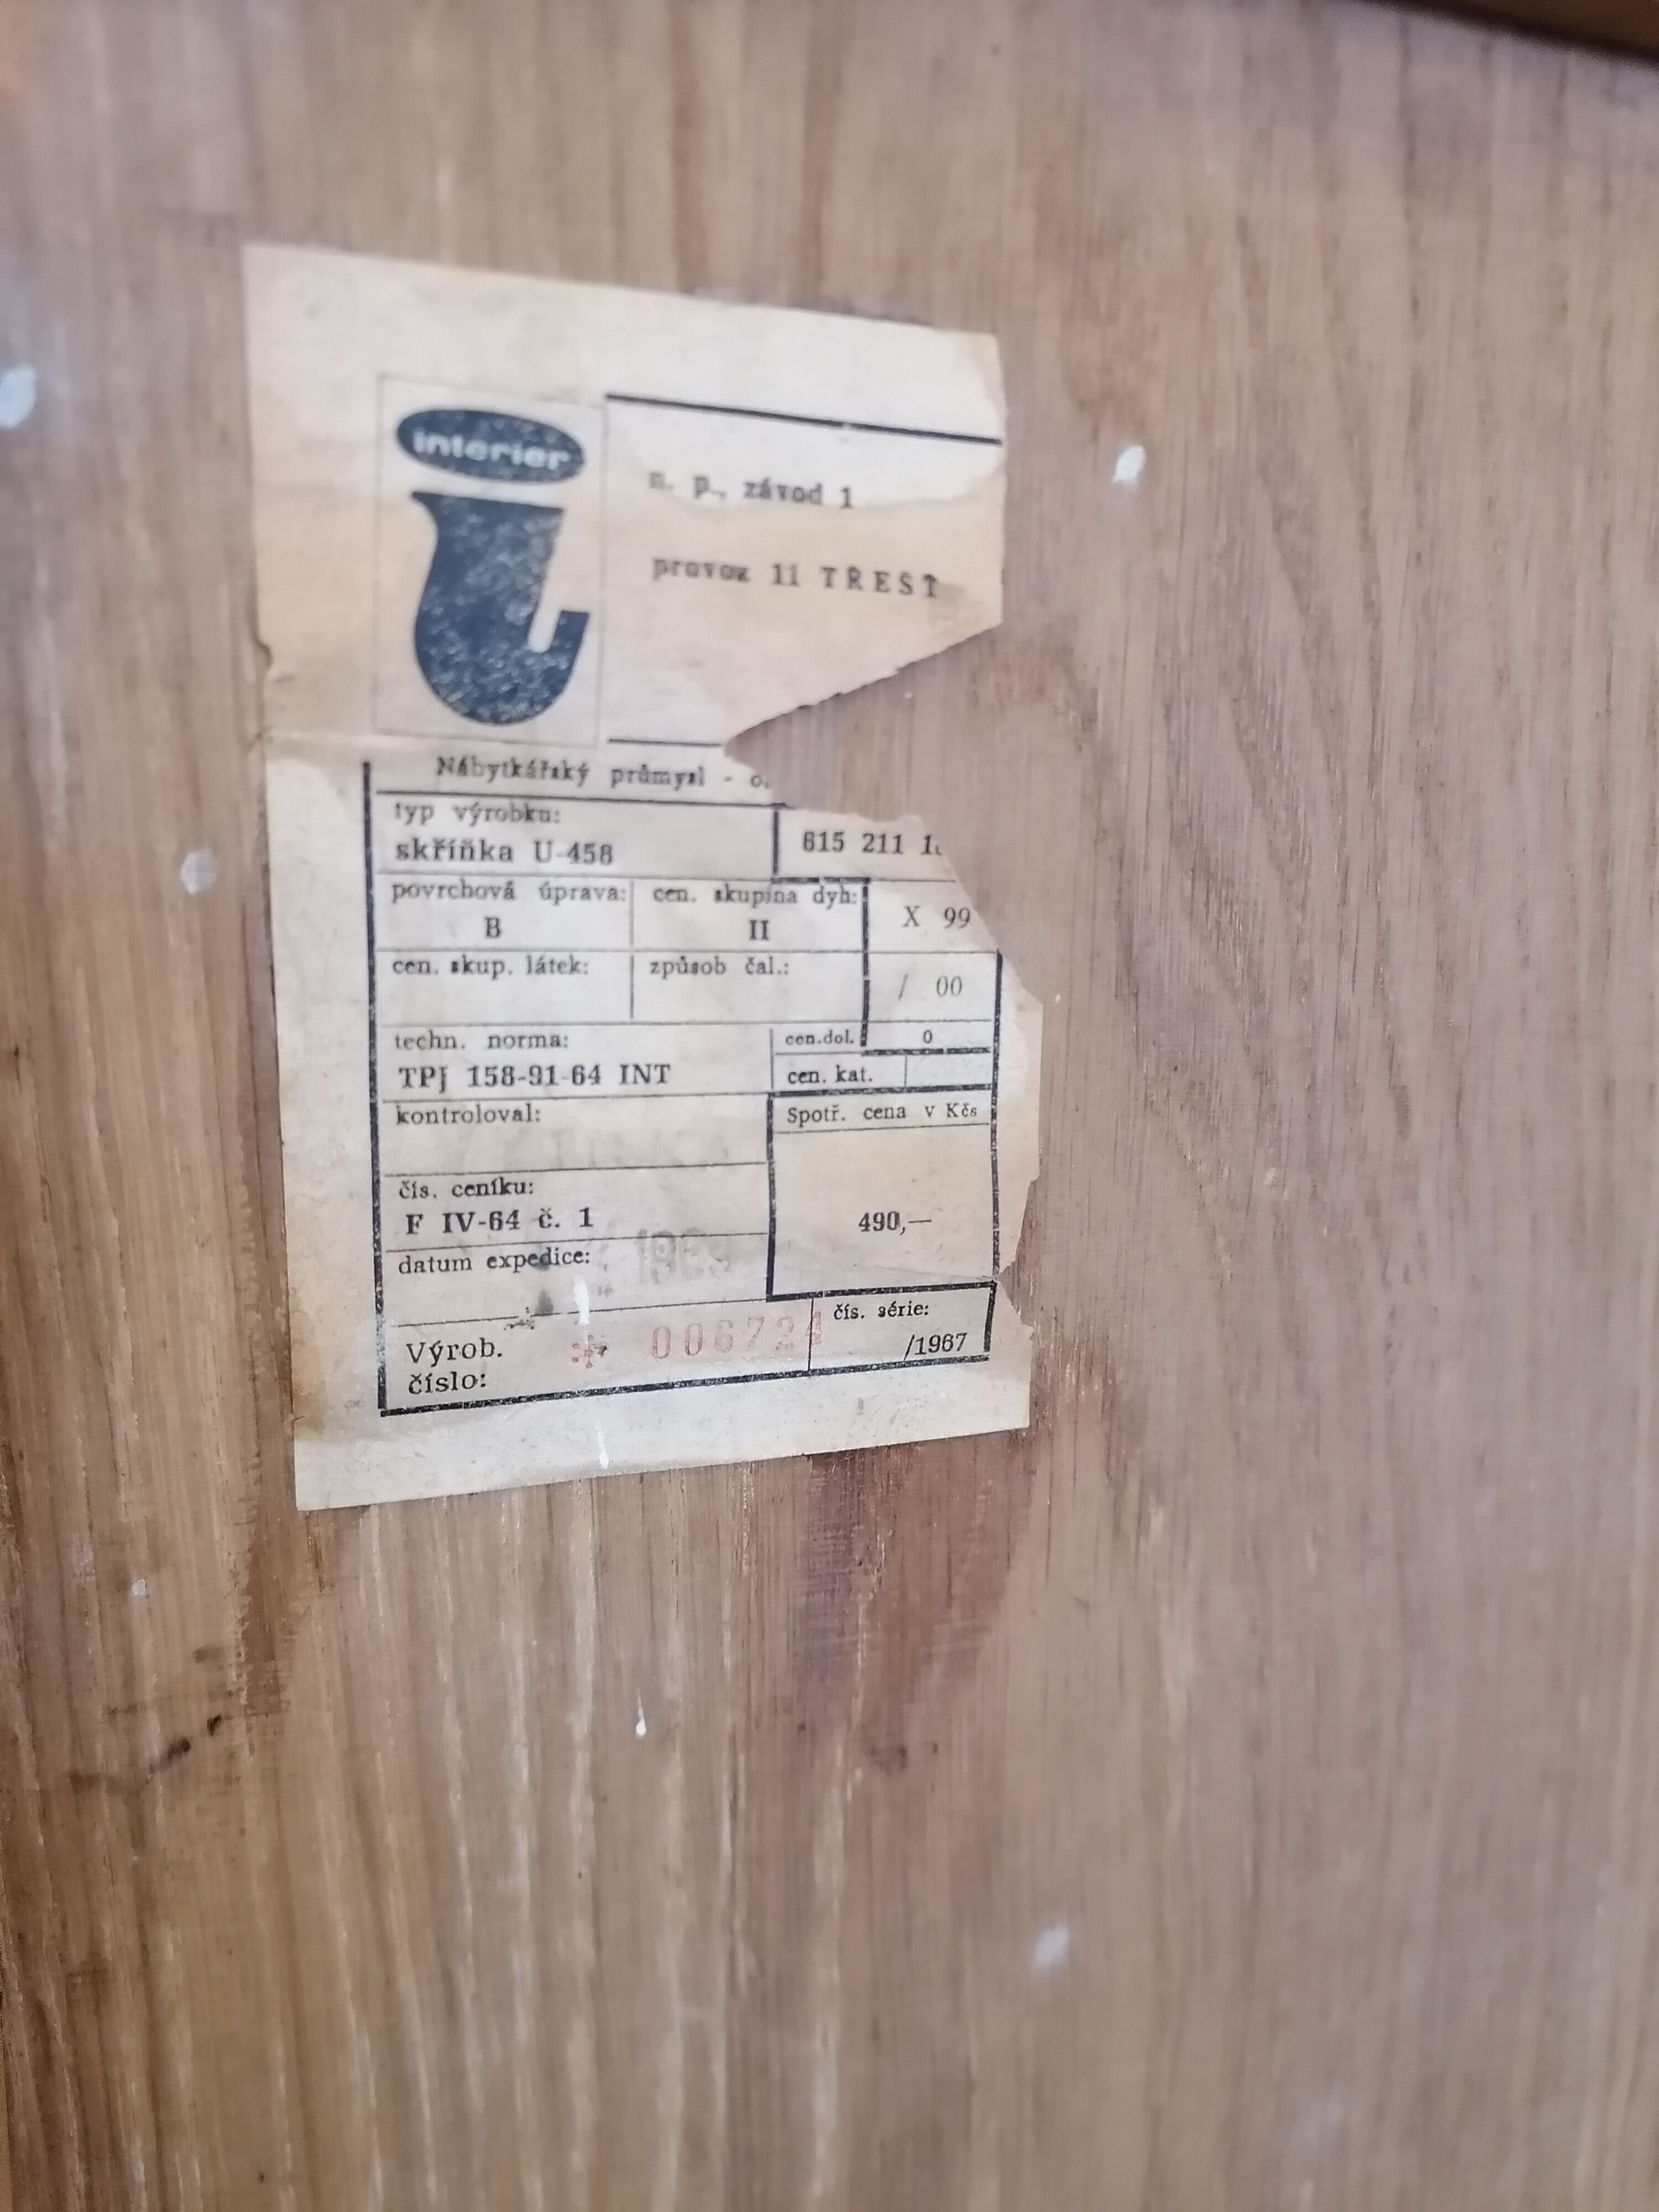 interier
n. p., závod 1
provoz 11 TŘEŠŤ
Nábytkářský průmysl -
typ výrobku:
skříňka U-458
615 211
povrchová úprava:
B
cen. skupina dyh:
II
X 99
cen. skup. látek:
způsob čal.:
/ 00
techn. norma:
TPJ 158-91-64 INT
cen.dol. 0
cen. kat.
kontroloval:
Spotř. cena v Kčs
490,—
čís. ceníku:
F IV-64 č. 1
datum expedice:
Výrob.
číslo:
* 006724
čís. série:
/1967